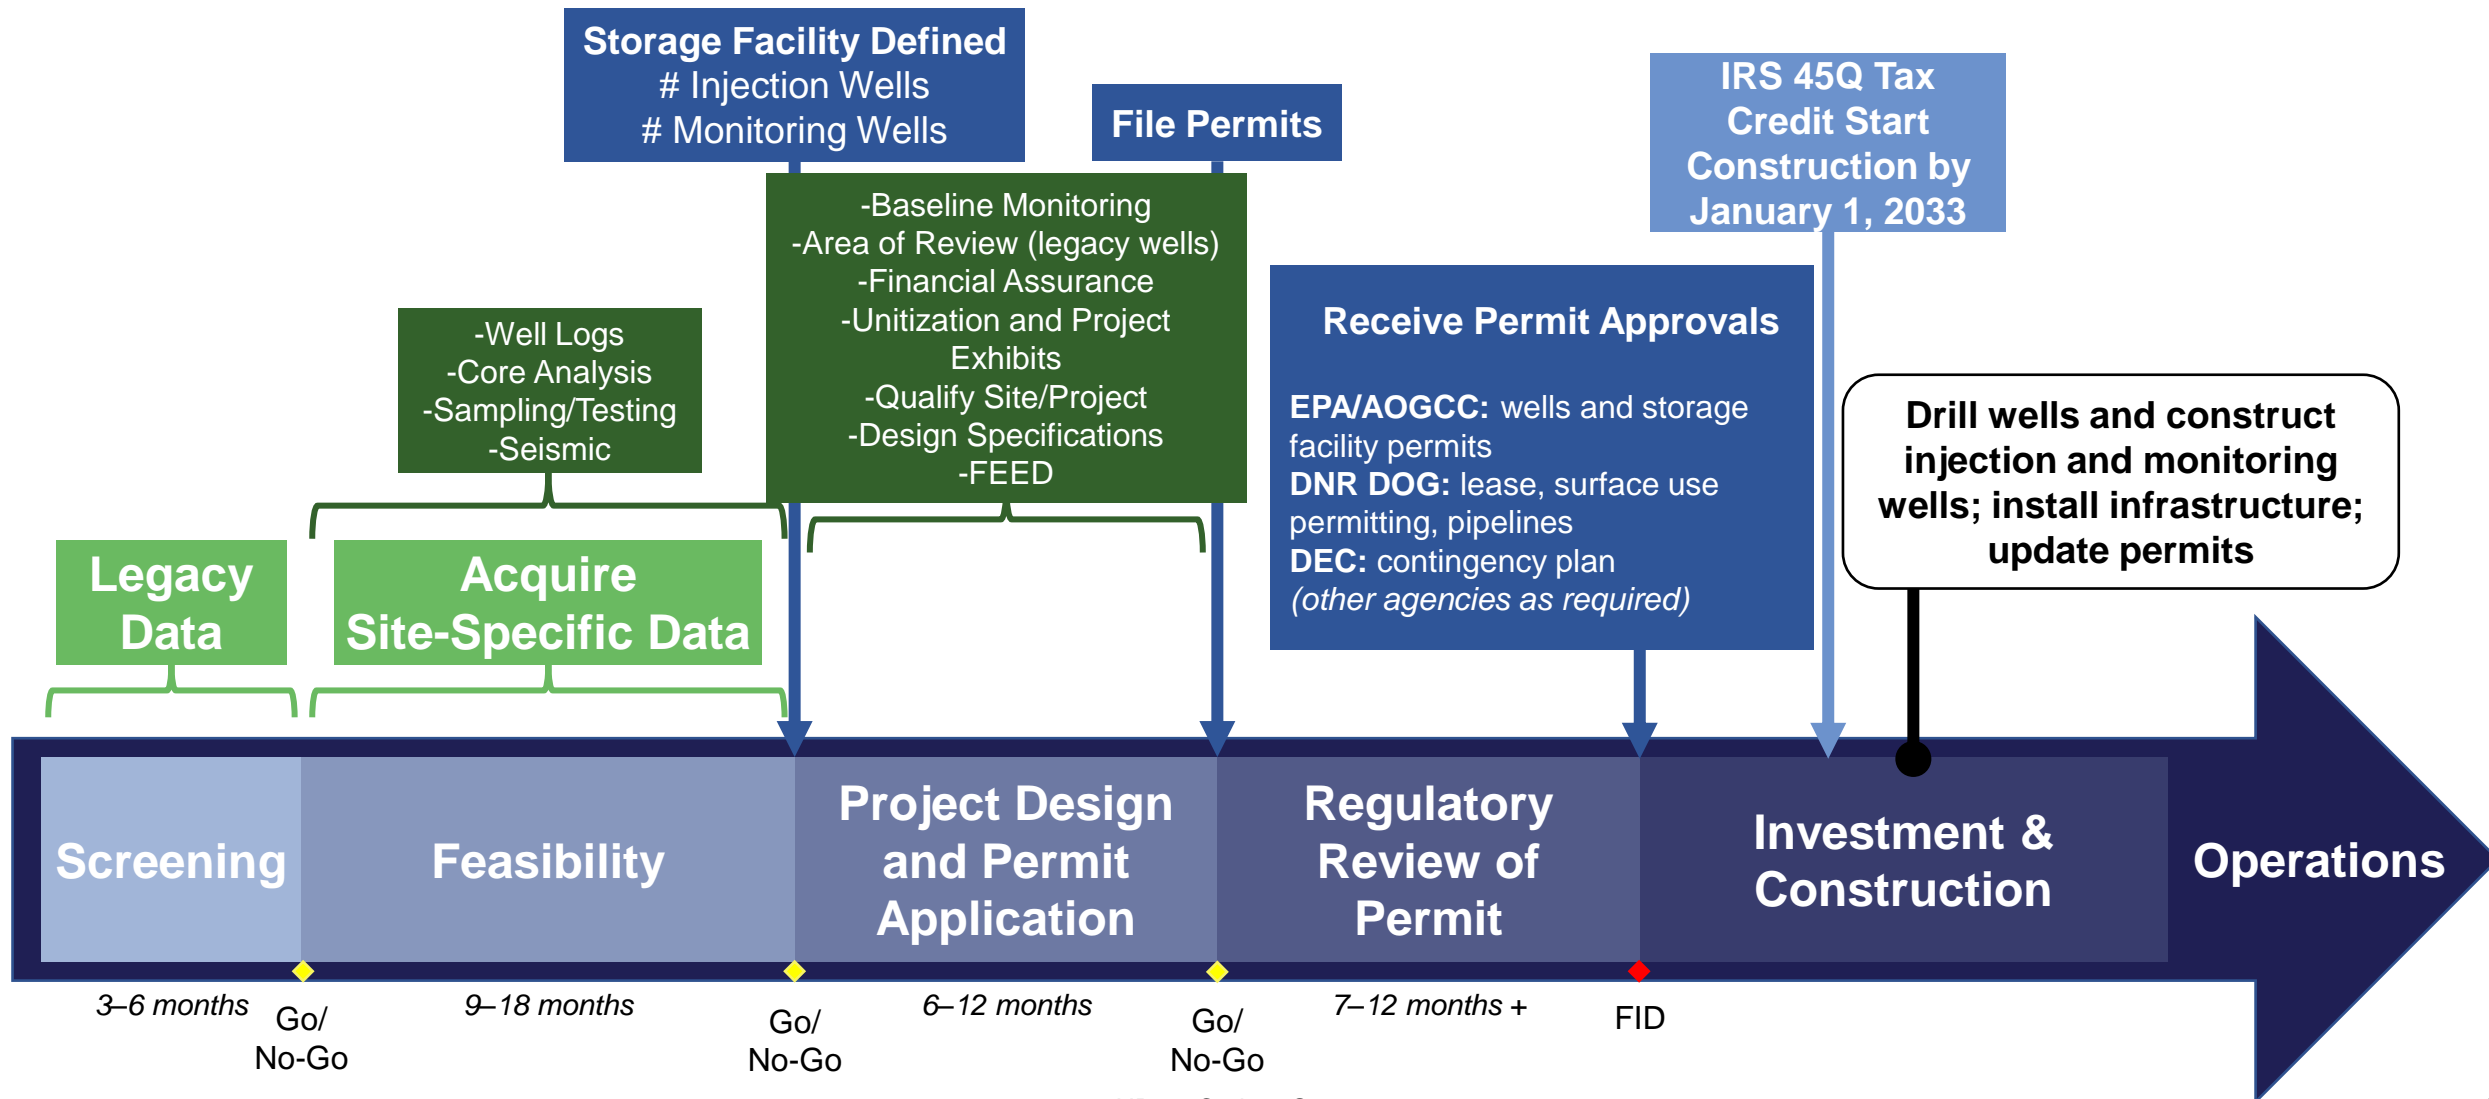 Storage Facility Defined
# Injection Wells
# Monitoring Wells
File Permits
IRS 45Q Tax
Credit Start
Construction by
January 1, 2033
-Baseline Monitoring
-Area of Review (legacy wells)
-Financial Assurance
-Unitization and Project
Exhibits
-Qualify Site/Project
-Design Specifications
-FEED
-Well Logs
-Core Analysis
-Sampling/Testing
-Seismic
Receive Permit Approvals
EPA/AOGCC: wells and storage
facility permits
DNR DOG: lease, surface use
permitting, pipelines
DEC: contingency plan
(other agencies as required)
Drill wells and construct
injection and monitoring
wells; install infrastructure;
update permits
Legacy
Data
Acquire
Site-Specific Data
Screening
Feasibility
Project Design
and Permit
Application
Regulatory
Review of
Permit
Investment &
Construction
Operations
3–6 months
Go/
No-Go
9–18 months
Go/
No-Go
6–12 months
Go/
No-Go
7–12 months +
FID